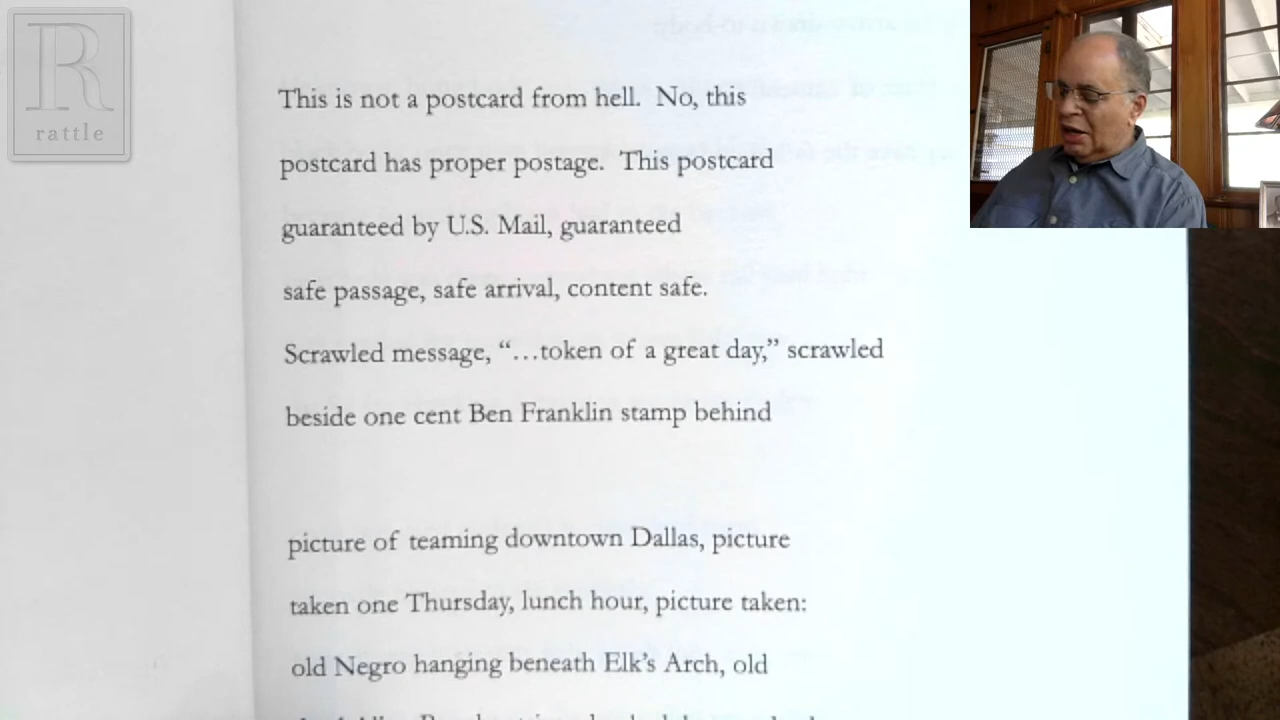 R
rattle
This is not a postcard from hell. No, this
postcard has proper postage. This postcard
guaranteed by U.S. Mail, guaranteed
safe passage, safe arrival, content safe.
Scrawled message, “…token of a great day,” scrawled
beside one cent Ben Franklin stamp behind
picture of teaming downtown Dallas, picture
taken one Thursday, lunch hour, picture taken:
old Negro hanging beneath Elk’s Arch, old